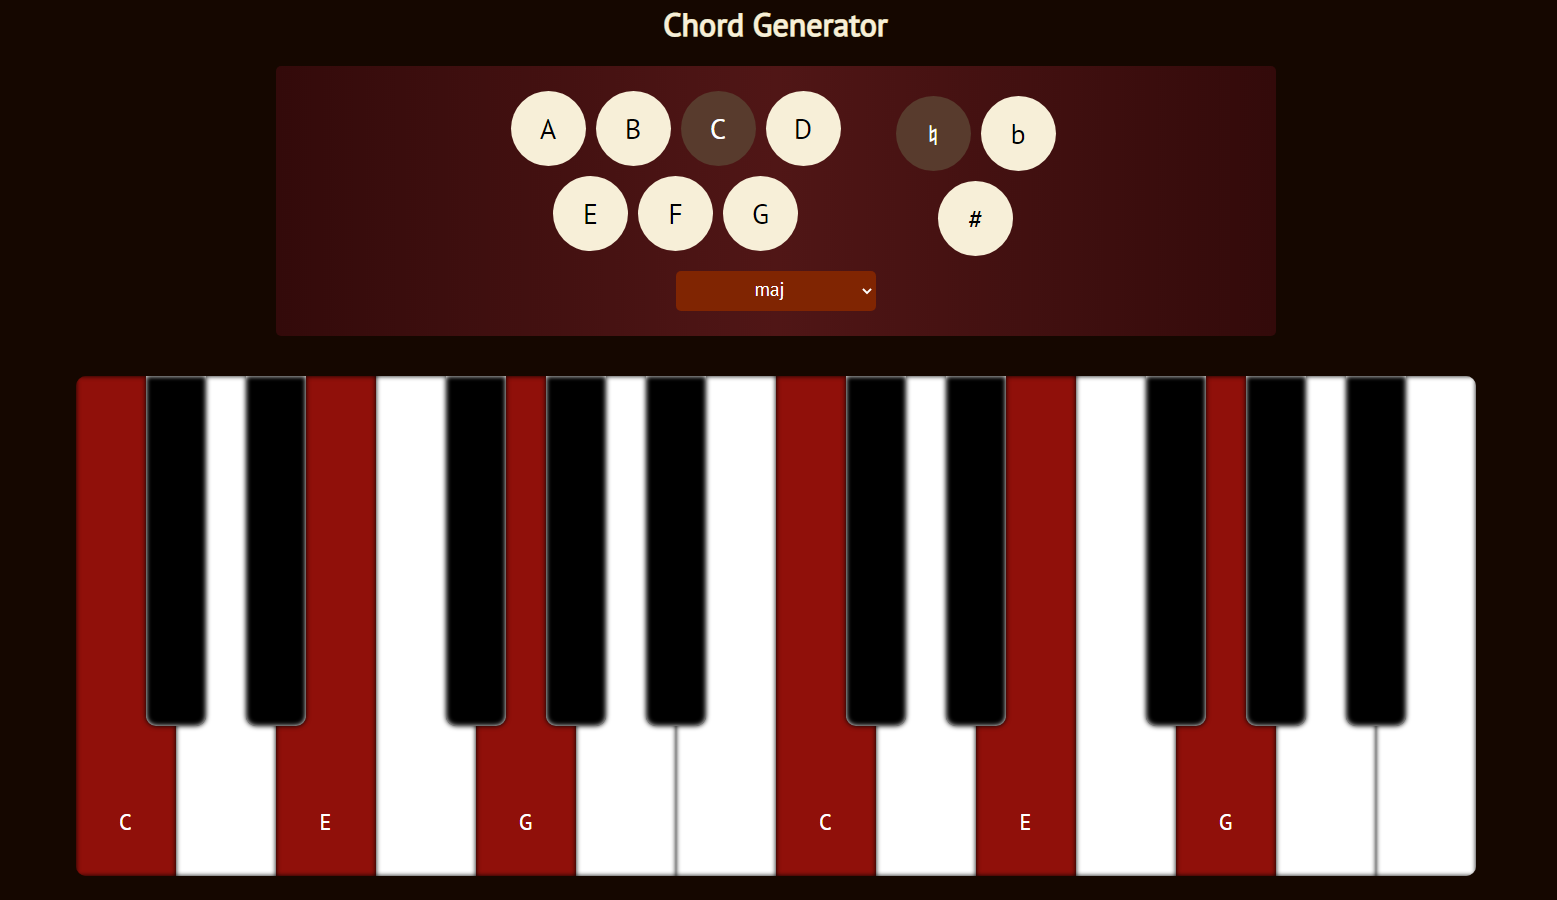 Chord Generator
A B C D
♮ b
E F G
#
maj
C E G C E G